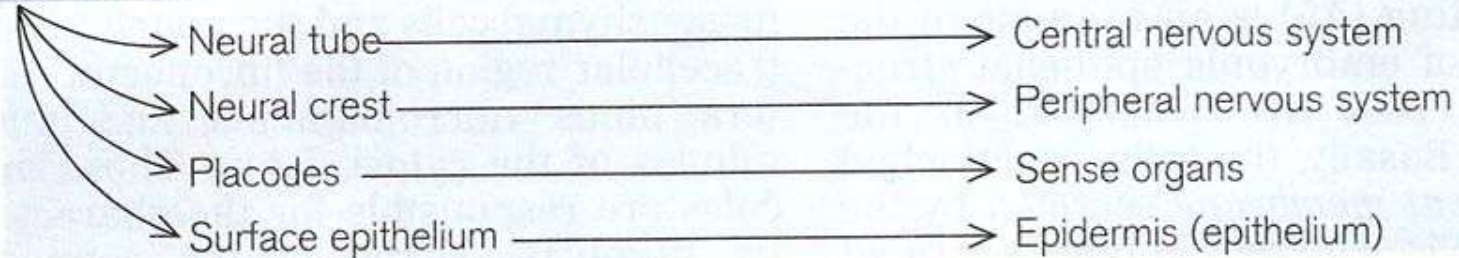 Neural tube Central nervous system
Neural crest Peripheral nervous system
Placodes Sense organs
Surface epithelium Epidermis (epithelium)